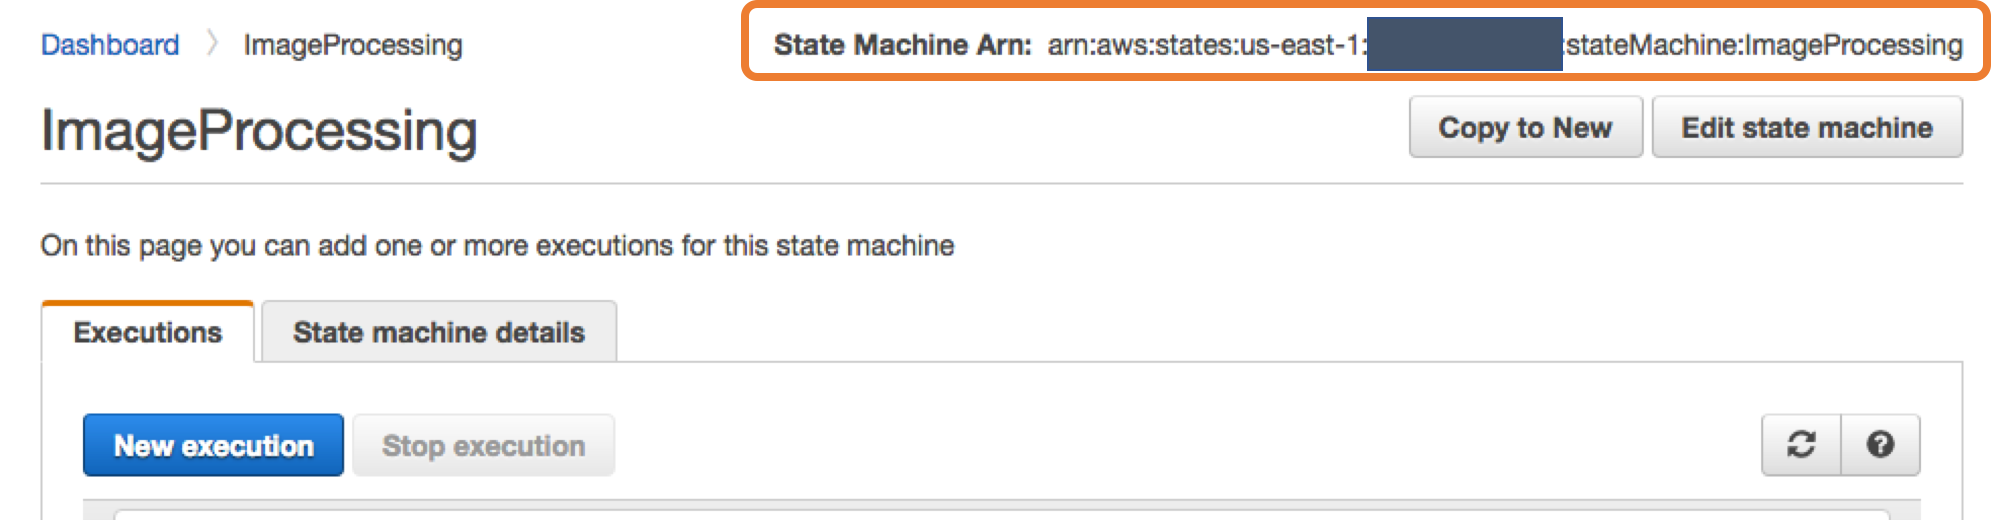 Dashboard ImageProcessing State Machine Arn: arn:aws:states:us-east-1: :stateMachine:ImageProcessing
ImageProcessing Copy to New Edit state machine
On this page you can add one or more executions for this state machine
Executions State machine details
New execution Stop execution